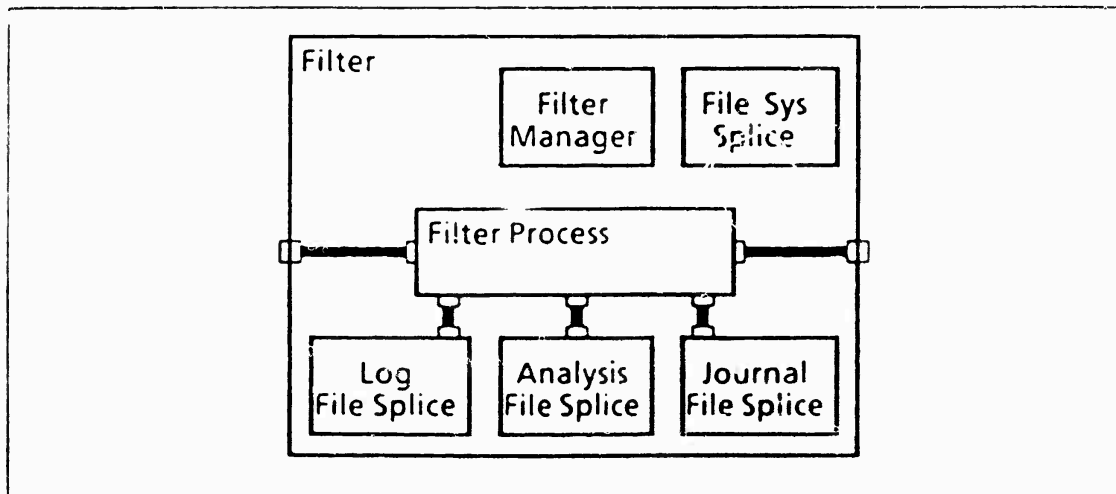 Filter
Filter
Manager
File Sys
Splice
Filter Process
Log
File Splice
Analysis
File Splice
Journal
File Splice